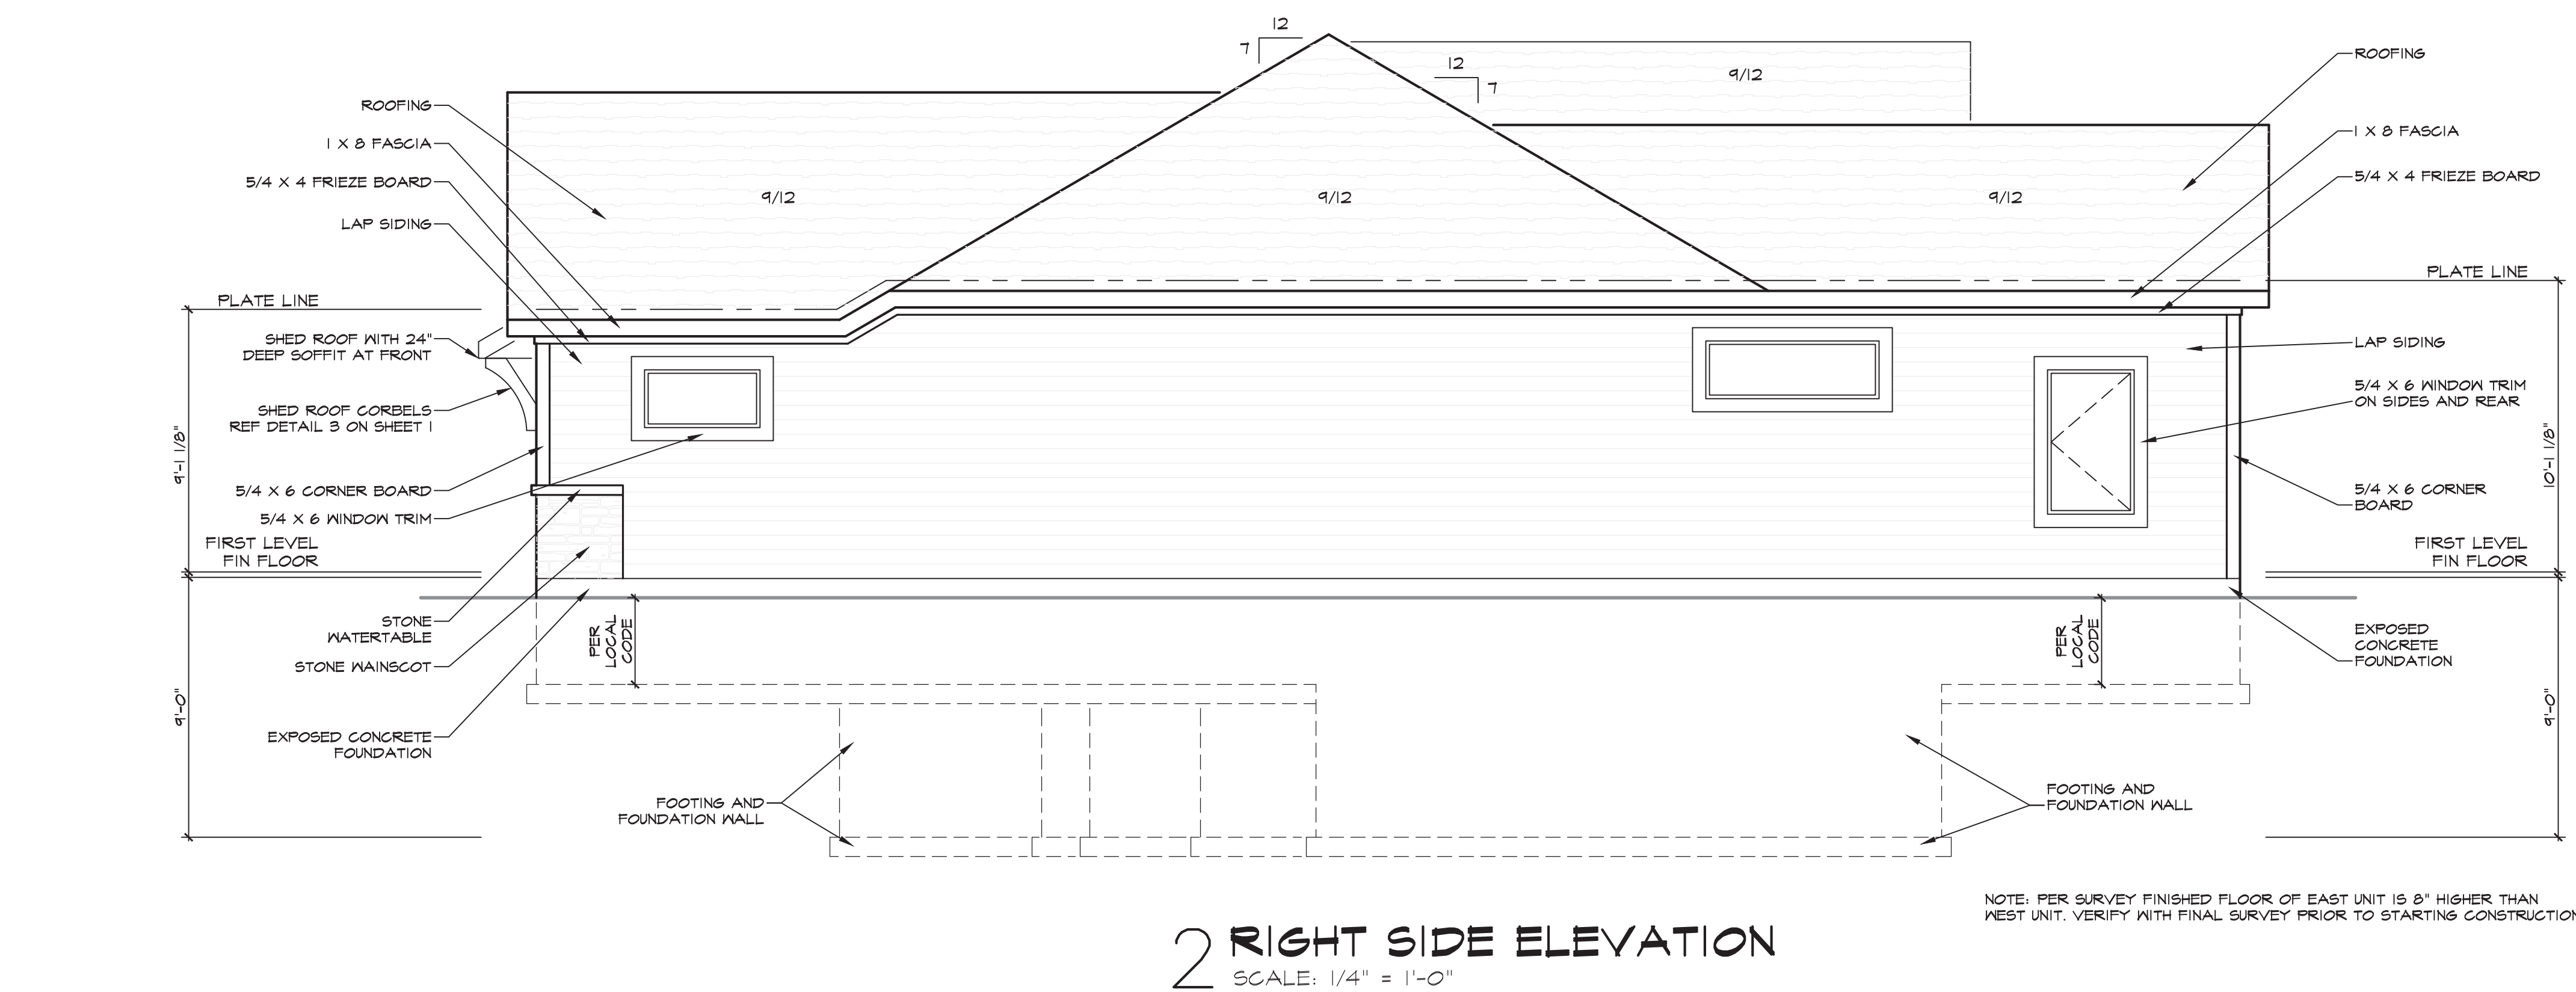 12
7
12
7
9/12
ROOFING
ROOFING
1 X 8 FASCIA
1 X 8 FASCIA
5/4 X 4 FRIEZE BOARD
5/4 X 4 FRIEZE BOARD
9/12
9/12
9/12
LAP SIDING
PLATE LINE
PLATE LINE
SHED ROOF WITH 24"
DEEP SOFFIT AT FRONT
LAP SIDING
5/4 X 6 WINDOW TRIM
ON SIDES AND REAR
SHED ROOF CORBELS
REF DETAIL 3 ON SHEET 1
9'-1 1/8"
10'-1 1/8"
5/4 X 6 CORNER BOARD
5/4 X 6 CORNER
BOARD
5/4 X 6 WINDOW TRIM
FIRST LEVEL
FIN FLOOR
FIRST LEVEL
FIN FLOOR
STONE
WATERTABLE
PER
LOCAL
CODE
PER
LOCAL
CODE
EXPOSED
CONCRETE
FOUNDATION
STONE WAINSCOT
9'-0"
9'-0"
EXPOSED CONCRETE
FOUNDATION
FOOTING AND
FOUNDATION WALL
FOOTING AND
FOUNDATION WALL
NOTE: PER SURVEY FINISHED FLOOR OF EAST UNIT IS 8" HIGHER THAN
WEST UNIT. VERIFY WITH FINAL SURVEY PRIOR TO STARTING CONSTRUCTION
2 RIGHT SIDE ELEVATION
SCALE: 1/4" = 1'-0"